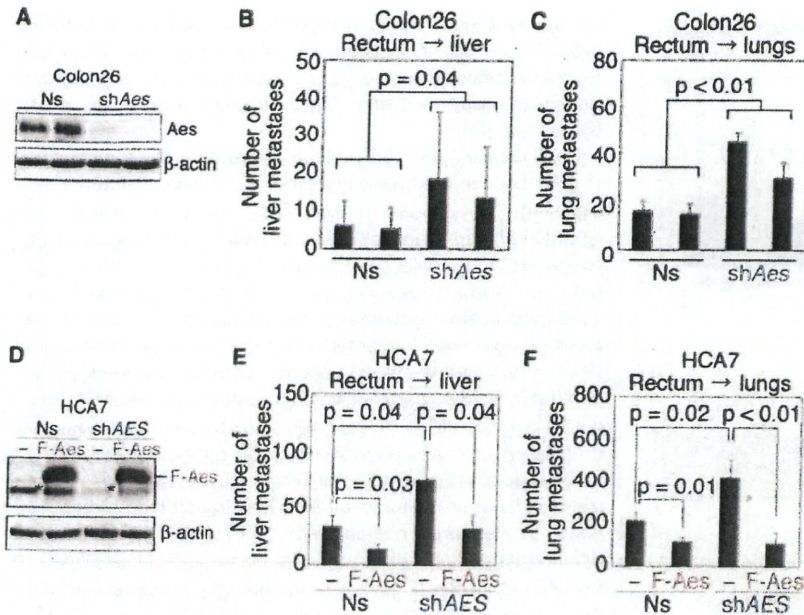 A
Colon26
Ns shAes
Aes
β-actin
B
Colon26
Rectum → liver
Number of
liver metastases
50
40
30
20
10
0
p = 0.04
Ns
shAes
C
Colon26
Rectum → lungs
Number of
lung metastases
80
60
40
20
0
p < 0.01
Ns
shAes
D
HCA7
Ns shAES
– F-Aes – F-Aes
F-Aes
β-actin
E
HCA7
Rectum → liver
Number of
liver metastases
150
100
50
0
p = 0.04 p = 0.04
p = 0.03
– F-Aes – F-Aes
Ns shAES
F
HCA7
Rectum → lungs
Number of
lung metastases
800
600
400
200
0
p = 0.02 p < 0.01
p = 0.01
– F-Aes – F-Aes
Ns shAES